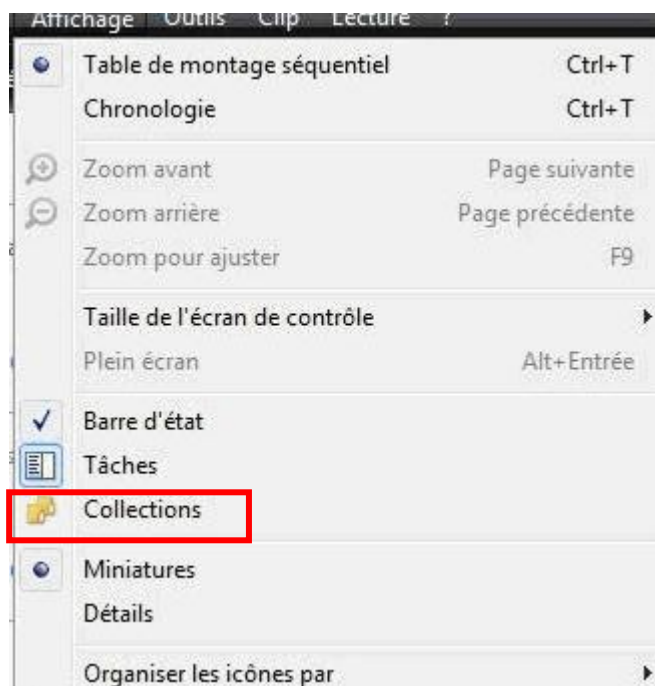 Affichage Outils Clip Lecture ?
Table de montage séquentiel Ctrl+T
Chronologie Ctrl+T
Zoom avant Page suivante
Zoom arrière Page précédente
Zoom pour ajuster F9
Taille de l'écran de contrôle
Plein écran Alt+Entrée
Barre d'état
Tâches
Collections
Miniatures
Détails
Organiser les icônes par